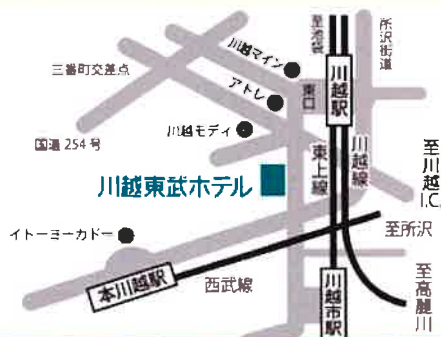 至池袋
所沢街道
川越マイン
川越駅
三番町交差点
アトレ
東口
国道 254 号
川越モディ
東上線
川越線
至川越I.C.
川越東武ホテル
イトーヨーカドー
至所沢
本川越駅
西武線
川越市駅
至高麗川